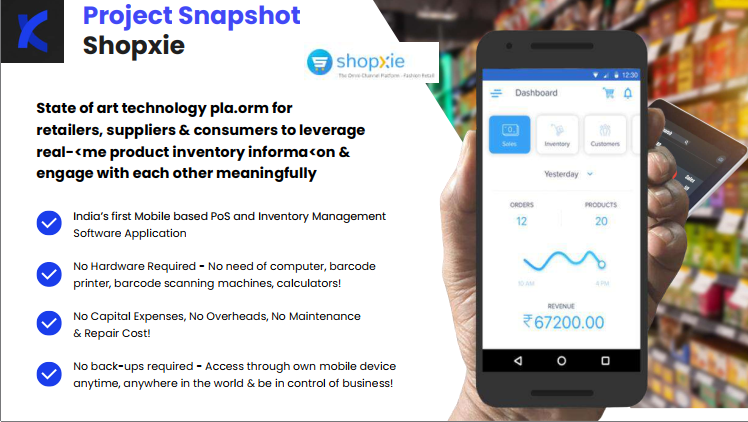 Project Snapshot
Shopxie
shopxie
The Omni Channel Platform - Fashion Retail
State of art technology pla.orm for
retailers, suppliers & consumers to leverage
real-<me product inventory informa<on &
engage with each other meaningfully
India's first Mobile based PoS and Inventory Management
Software Application
No Hardware Required - No need of computer, barcode
printer, barcode scanning machines, calculators!
No Capital Expenses, No Overheads, No Maintenance
& Repair Cost!
No back-ups required - Access through own mobile device
anytime, anywhere in the world & be in control of business!
12:30
Dashboard
Sales
Inventory
Customers
Yesterday
ORDERS
PRODUCTS
12
20
10 AM
6 PM
REVENUE
₹67200.00